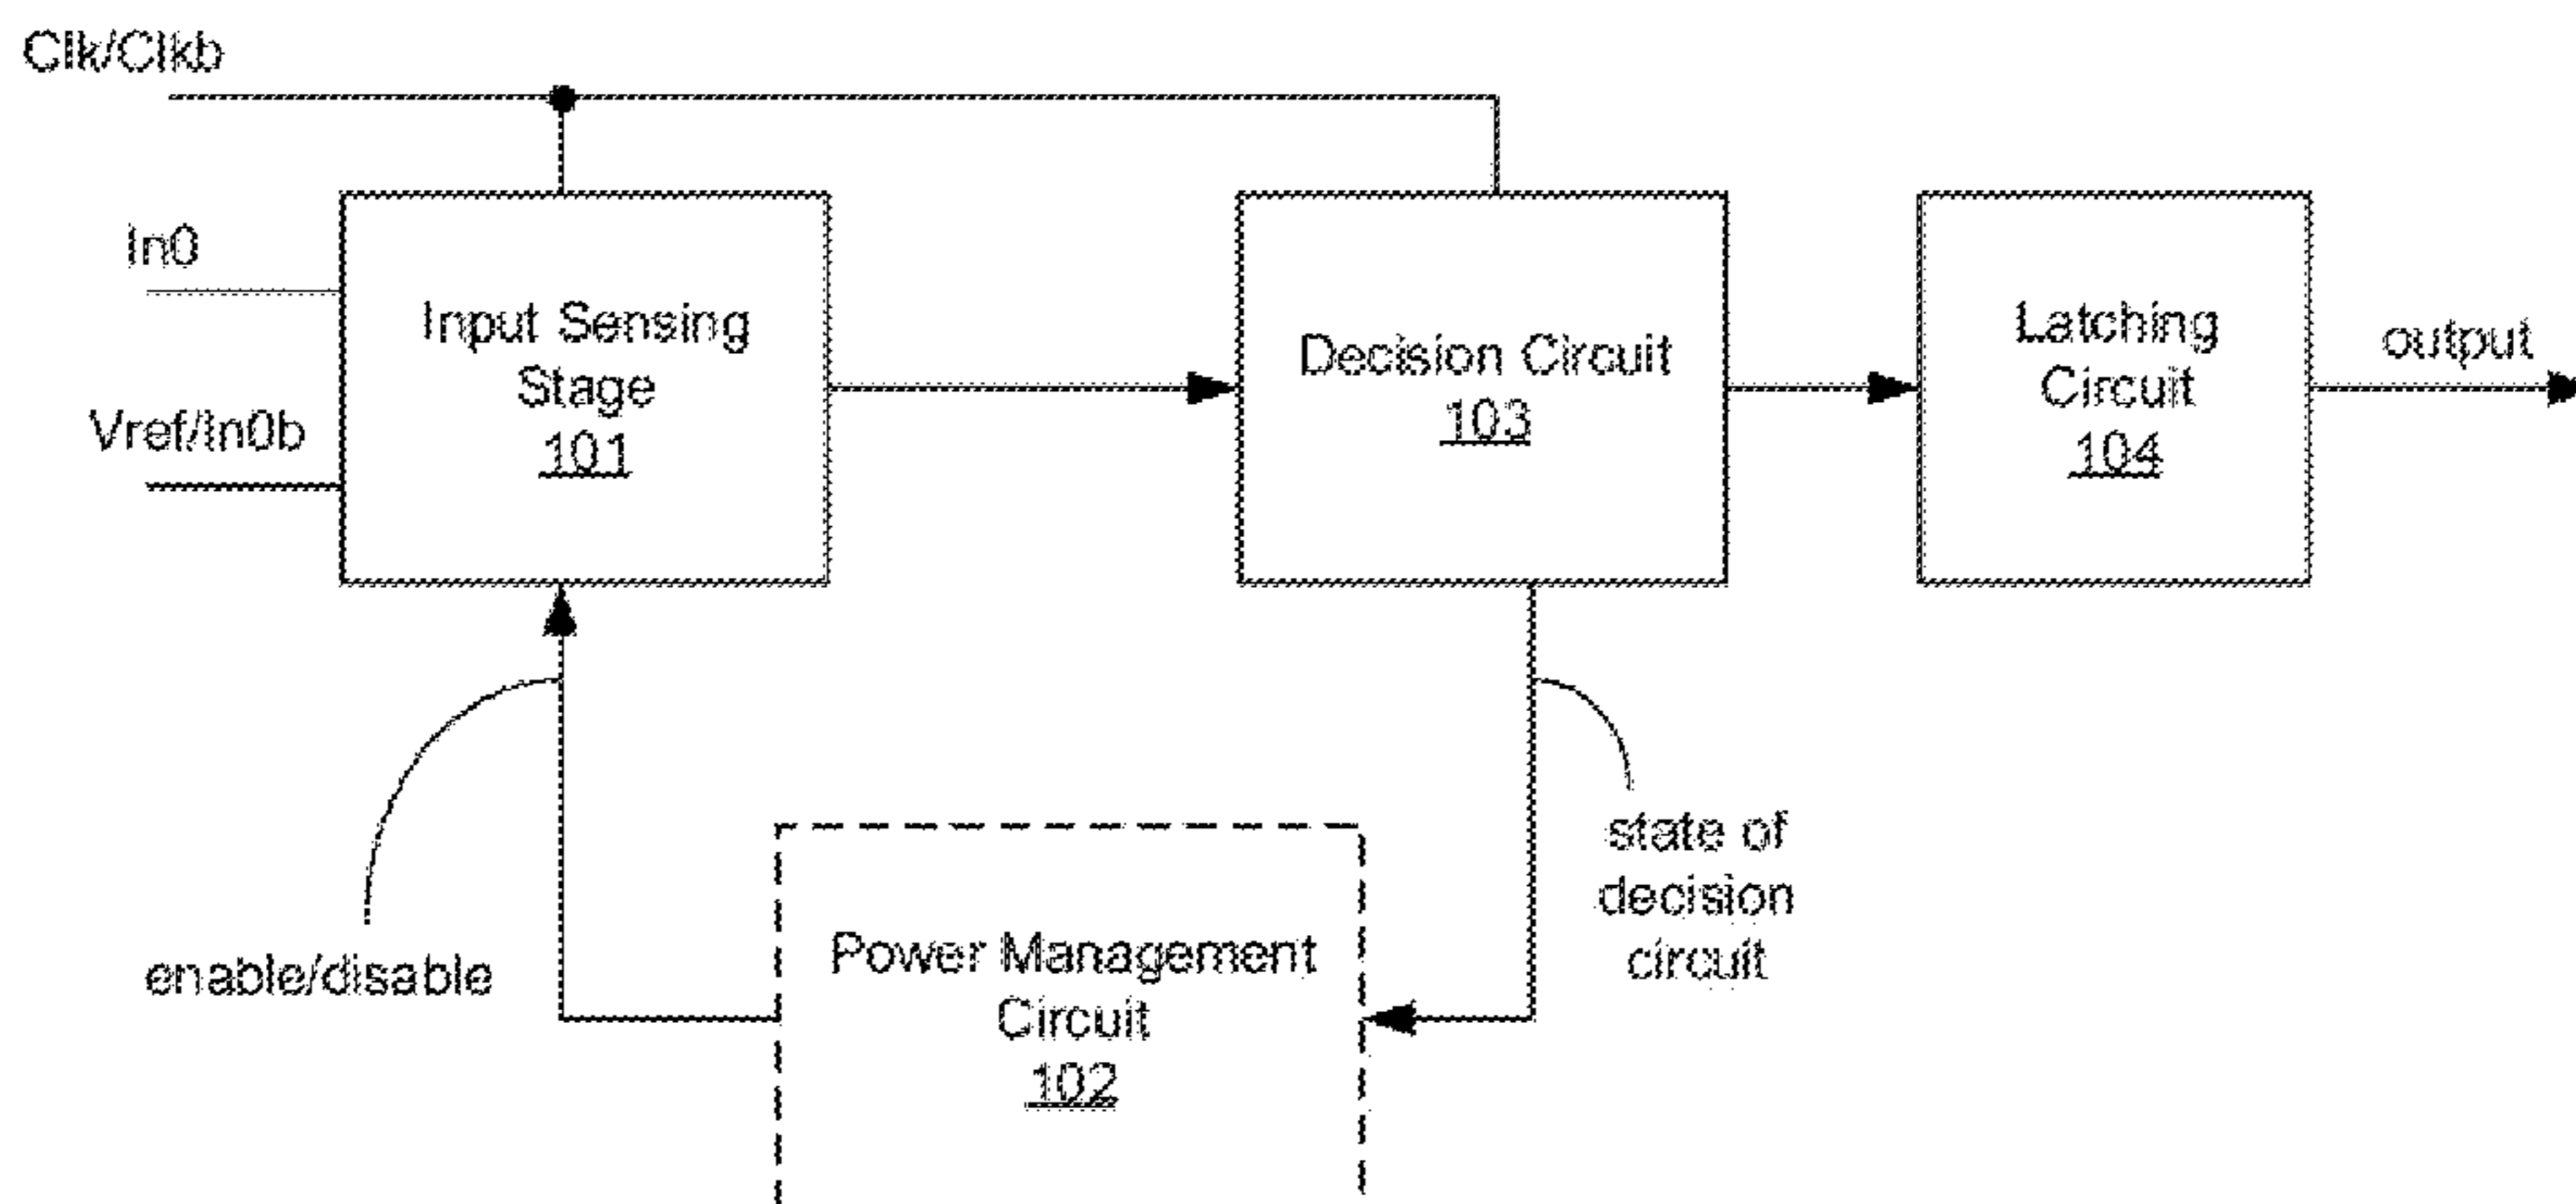 Clk/Clkb
In0
Vref/In0b
Input Sensing
Stage
101
Decision Circuit
103
Latching
Circuit
104
output
enable/disable
Power Management
Circuit
102
state of
decision
circuit